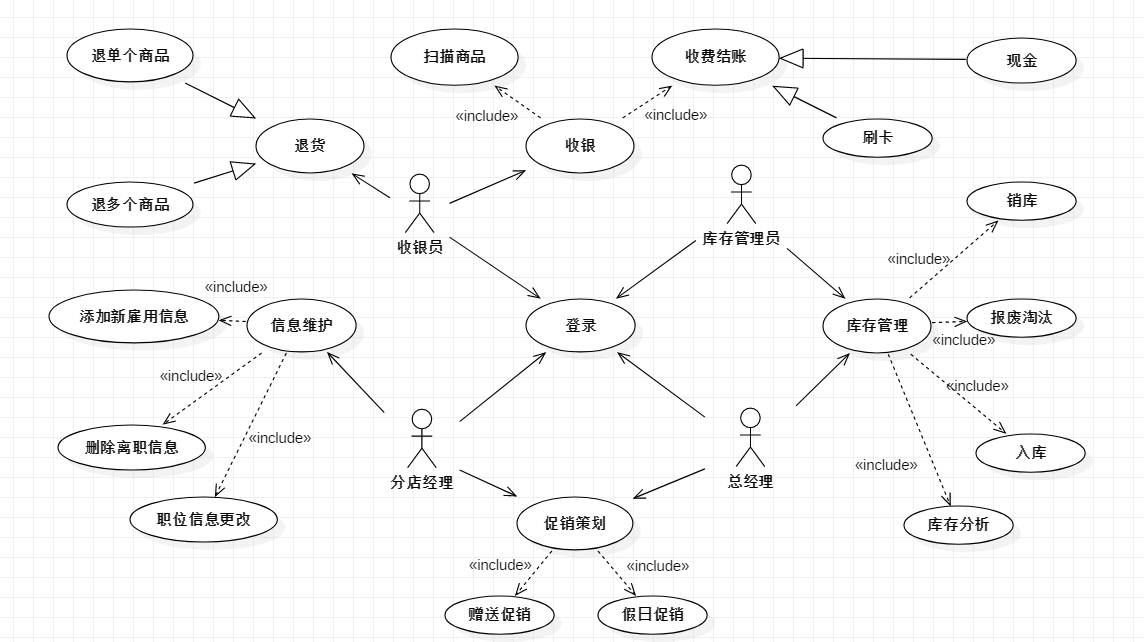 退单个商品
扫描商品
收费结账
现金
«include»
«include»
退货
收银
刷卡
退多个商品
销库
收银员
库存管理员
«include»
«include»
添加新雇用信息
信息维护
登录
库存管理
报废淘汰
«include»
«include»
«include»
删除离职信息
«include»
入库
«include»
分店经理
总经理
职位信息更改
促销策划
库存分析
«include»
«include»
赠送促销
假日促销